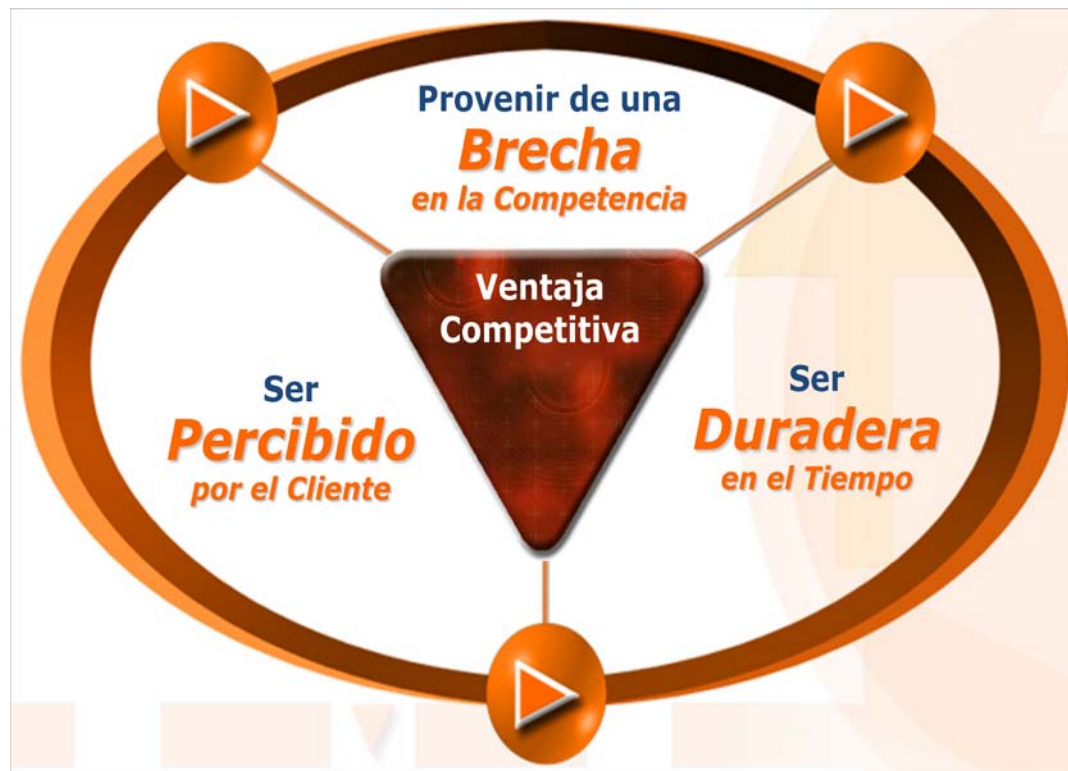 Provenir de una
Brecha
en la Competencia
Ventaja
Competitiva
Ser
Percibido
por el Cliente
Ser
Duradera
en el Tiempo